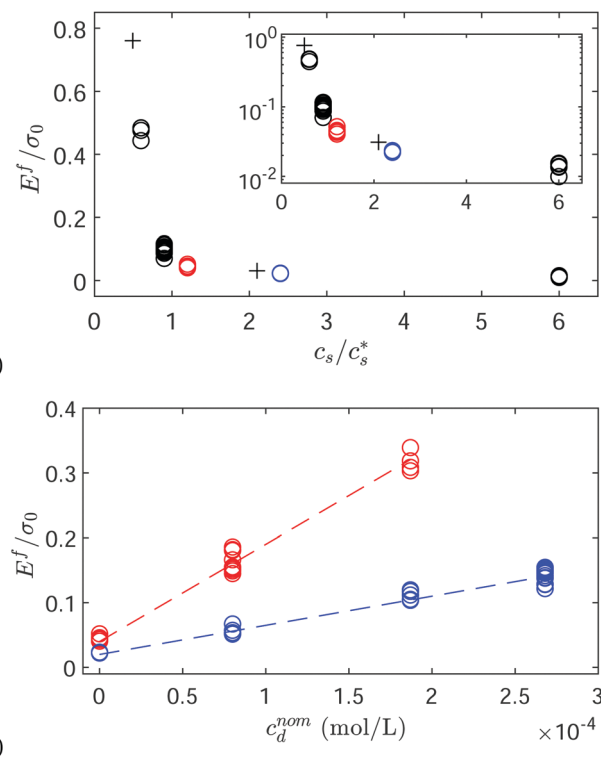 0.8
0.6
0.4
0.2
0
E^f/σ_0
10^0
10^-1
10^-2
0 2 4 6
0 1 2 3 4 5 6
c_s/c_s^*
)
0.4
0.3
0.2
0.1
0
E^f/σ_0
0 0.5 1 1.5 2 2.5 3
c_d^{nom} (mol/L)
×10^-4
)